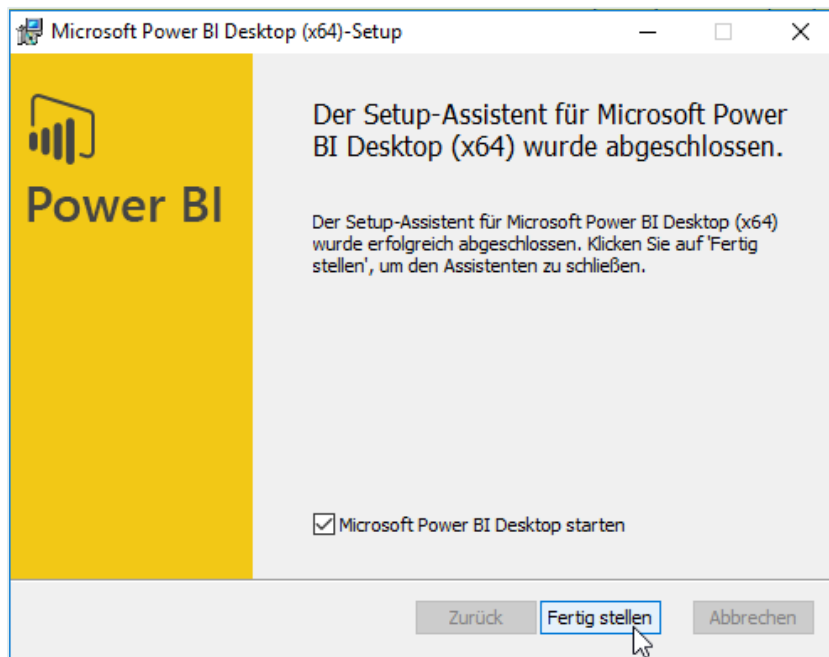 Microsoft Power BI Desktop (x64)-Setup
Power BI
Der Setup-Assistent für Microsoft Power
BI Desktop (x64) wurde abgeschlossen.
Der Setup-Assistent für Microsoft Power BI Desktop (x64)
wurde erfolgreich abgeschlossen. Klicken Sie auf 'Fertig
stellen', um den Assistenten zu schließen.
Microsoft Power BI Desktop starten
Zurück
Fertig stellen
Abbrechen